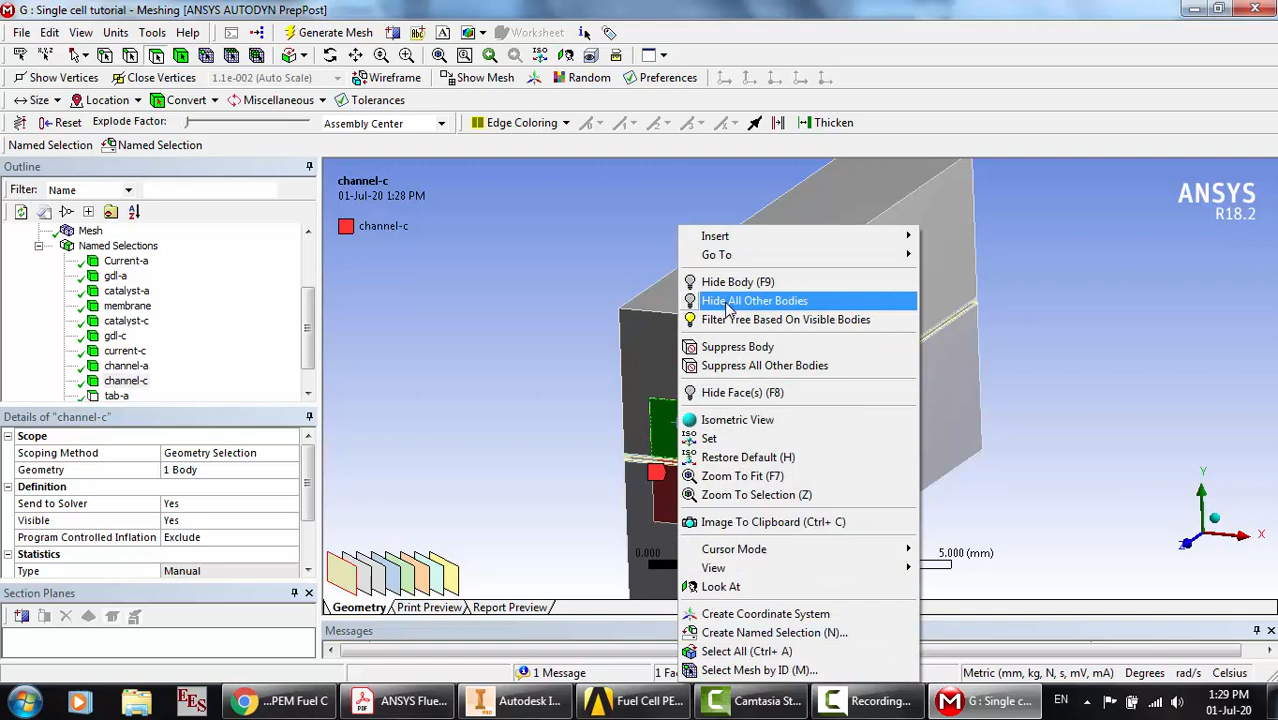 G : Single cell tutorial - Meshing [ANSYS AUTODYN PrepPost]
File Edit View Units Tools Help Generate Mesh Worksheet
Show Vertices Close Vertices 1.1e-002 (Auto Scale) Wireframe Show Mesh Random Preferences
Size Location Convert Miscellaneous Tolerances
Reset Explode Factor: Assembly Center Edge Coloring Thicken
Named Selection Named Selection
Outline
Filter: Name
Mesh
Named Selections
Current-a
gdl-a
catalyst-a
membrane
catalyst-c
gdl-c
current-c
channel-a
channel-c
tab-a
Details of "channel-c"
Scope
Scoping Method Geometry Selection
Geometry 1 Body
Definition
Send to Solver Yes
Visible Yes
Program Controlled Inflation Exclude
Statistics
Type Manual
Section Planes
channel-c
01-Jul-20 1:28 PM
channel-c
ANSYS
R18.2
Insert
Go To
Hide Body (F9)
Hide All Other Bodies
Filter Tree Based On Visible Bodies
Suppress Body
Suppress All Other Bodies
Hide Face(s) (F8)
Isometric View
ISO Set
ISO Restore Default (H)
Zoom To Fit (F7)
Zoom To Selection (Z)
Image To Clipboard (Ctrl+ C)
Cursor Mode
View
Look At
Create Coordinate System
Create Named Selection (N)...
Select All (Ctrl+ A)
Select Mesh by ID (M)...
0.000 5.000 (mm)
Y
X
Z
Geometry Print Preview Report Preview
Messages
1 Message 1 Fa Metric (mm, kg, N, s, mV, mA) Degrees rad/s Celsius
EES ...PEM Fuel C ANSYS Flue... Autodesk I... Fuel Cell PE... Camtasia St... Recording... G : Single c... EN 1:29 PM
01-Jul-20